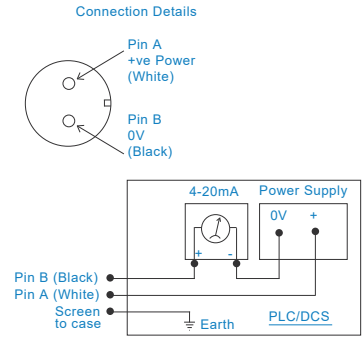 Connection Details
Pin A
+ve Power
(White)
Pin B
0V
(Black)
4-20mA
Power Supply
0V +
+ -
Pin B (Black)
Pin A (White)
Screen
to case
Earth
PLC/DCS